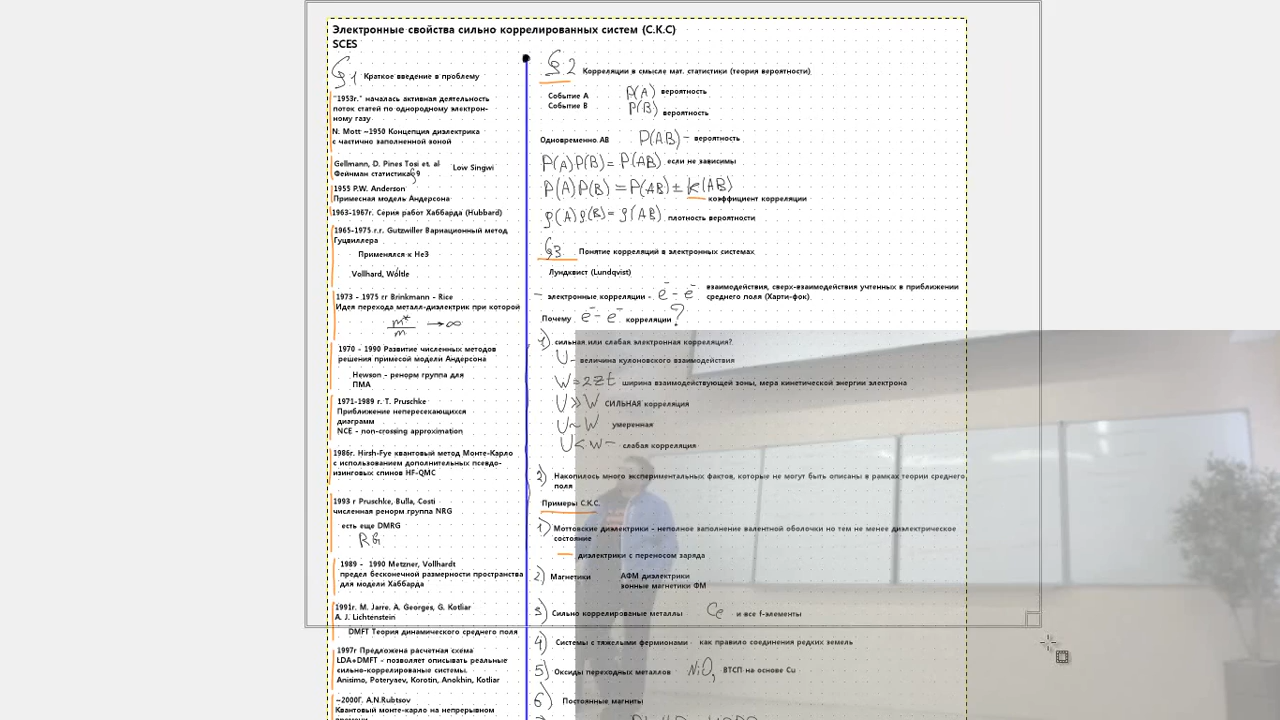 Электронные свойства сильно коррелированных систем (С.К.С)
SCES
§1 Краткое введение в проблему
"1953г." началась активная деятельность
поток статей по однородному электрон-
ному газу
N. Mott ~1950 Концепция диэлектрика
с частично заполненной зоной
Gellmann, D. Pines Tosi et. al Low Singwi
Фейнман статистика 9
1955 P.W. Anderson
Примесная модель Андерсона
1963-1967г. Серия работ Хаббарда (Hubbard)
1965-1975 г.г. Gutzwiller Вариационный метод
Гуцвиллера
Применялся к He3
Vollhard, Wöltle
1973 - 1975 гг Brinkmann - Rice
Идея перехода металл-диэлектрик при которой
m*/m → ∞
1970 - 1990 Развитие численных методов
решения примесой модели Андерсона
Hewson - ренорм группа для
ПМА
1971-1989 г. T. Pruschke
Приближение непересекающихся
диаграмм
NCE - non-crossing approximation
1986г. Hirsh-Fye квантовый метод Монте-Карло
с использованием дополнительных псевдо-
изинговых спинов HF-QMC
1993 г Pruschke, Bulla, Costi
численная ренорм группа NRG
есть еще DMRG
RG
1989 - 1990 Metzner, Vollhardt
предел бесконечной размерности пространства
для модели Хаббарда
1991г. M. Jarre. A. Georges, G. Kotliar
A. J. Lichtenstein
DMFT Теория динамического среднего поля
1997г Предложена расчетная схема
LDA+DMFT - позволяет описывать реальные
сильно-коррелированые системы.
Anisimo, Poterysev, Korotin, Anokhin, Kotliar
~2000Г. A.N.Rubtsov
Квантовый монте-карло на непрерывном
времени
§2 Корреляции в смысле мат. статистики (теория вероятности)
Событие А P(A) вероятность
Событие В P(B) вероятность
Одновременно АВ P(AB) - вероятность
P(A)P(B) = P(AB) если не зависимы
P(A)P(B) = P(AB) ± K(AB)
коэффициент корреляции
ρ(A)ρ(B) = ρ(AB) плотность вероятности
§3 Понятие корреляций в электронных системах
Лундквист (Lundqvist)
- электронные корреляции - e⁻ - e⁻ взаимодействия, сверх-взаимодействия учтенных в приближении
среднего поля (Харти-фок)
Почему e⁻ - e⁻ корреляции ?
1) сильная или слабая электронная корреляция?
U - величина кулоновского взаимодействия
W = 2zt ширина взаимодействующей зоны, мера кинетической энергии электрона
U >> W СИЛЬНАЯ корреляция
U ~ W умеренная
U < W - слабая корреляция
2) Накопилось много экспериментальных фактов, которые не могут быть описаны в рамках теории среднего
поля
Примеры С.К.С.
1) Моттовские диэлектрики - неполное заполнение валентной оболочки но тем не менее диэлектрическое
состояние
диэлектрики с переносом заряда
2) Магнетики АФМ диэлектрики
зонные магнетики ФМ
3) Сильно коррелированые металлы Ce и все f-элементы
4) Системы с тяжелыми фермионами как правило соединения редких земель
5) Оксиды переходных металлов NiO, ВТСП на основе Cu
6) Постоянные магниты